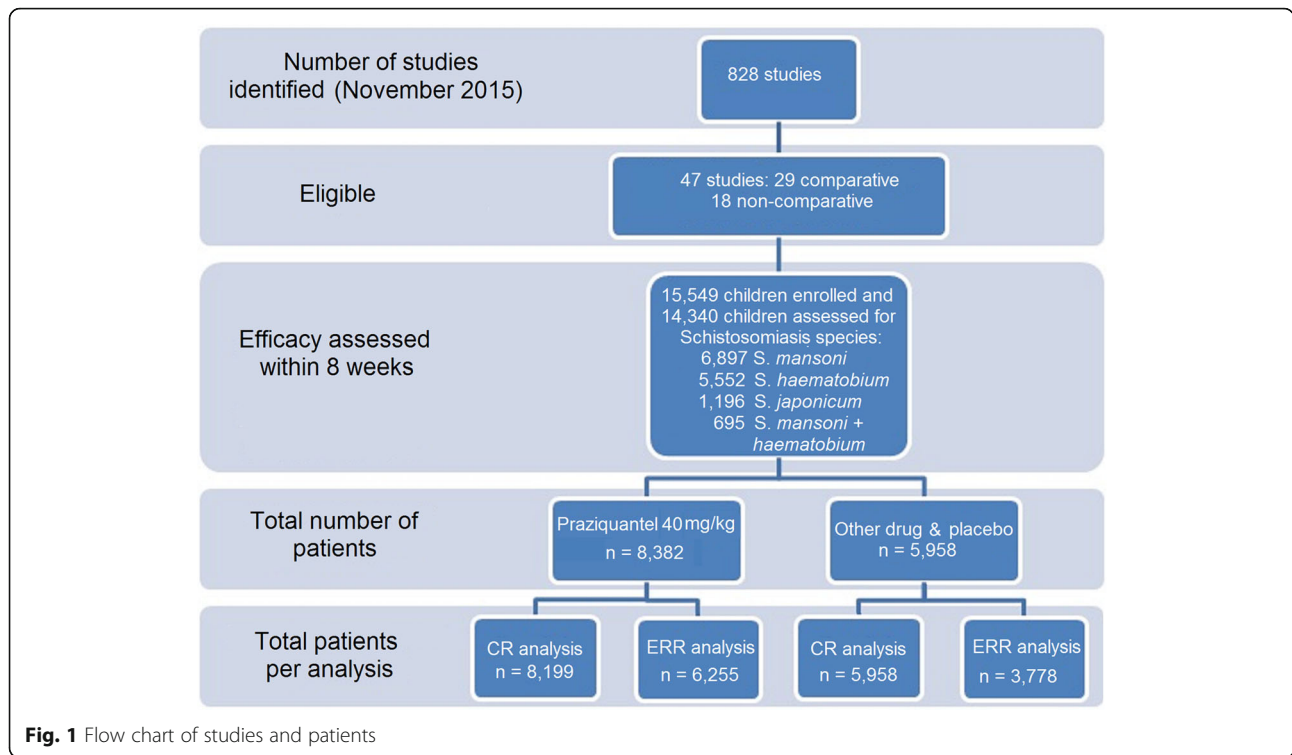 Number of studies
identified (November 2015)
828 studies
Eligible
47 studies: 29 comparative
18 non-comparative
Efficacy assessed
within 8 weeks
15,549 children enrolled and
14,340 children assessed for
Schistosomiasis species:
6,897 S. mansoni
5,552 S. haematobium
1,196 S. japonicum
695 S. mansoni +
haematobium
Total number of
patients
Praziquantel 40 mg/kg
n = 8,382
Other drug & placebo
n = 5,958
Total patients
per analysis
CR analysis
n = 8,199
ERR analysis
n = 6,255
CR analysis
n = 5,958
ERR analysis
n = 3,778
Fig. 1 Flow chart of studies and patients